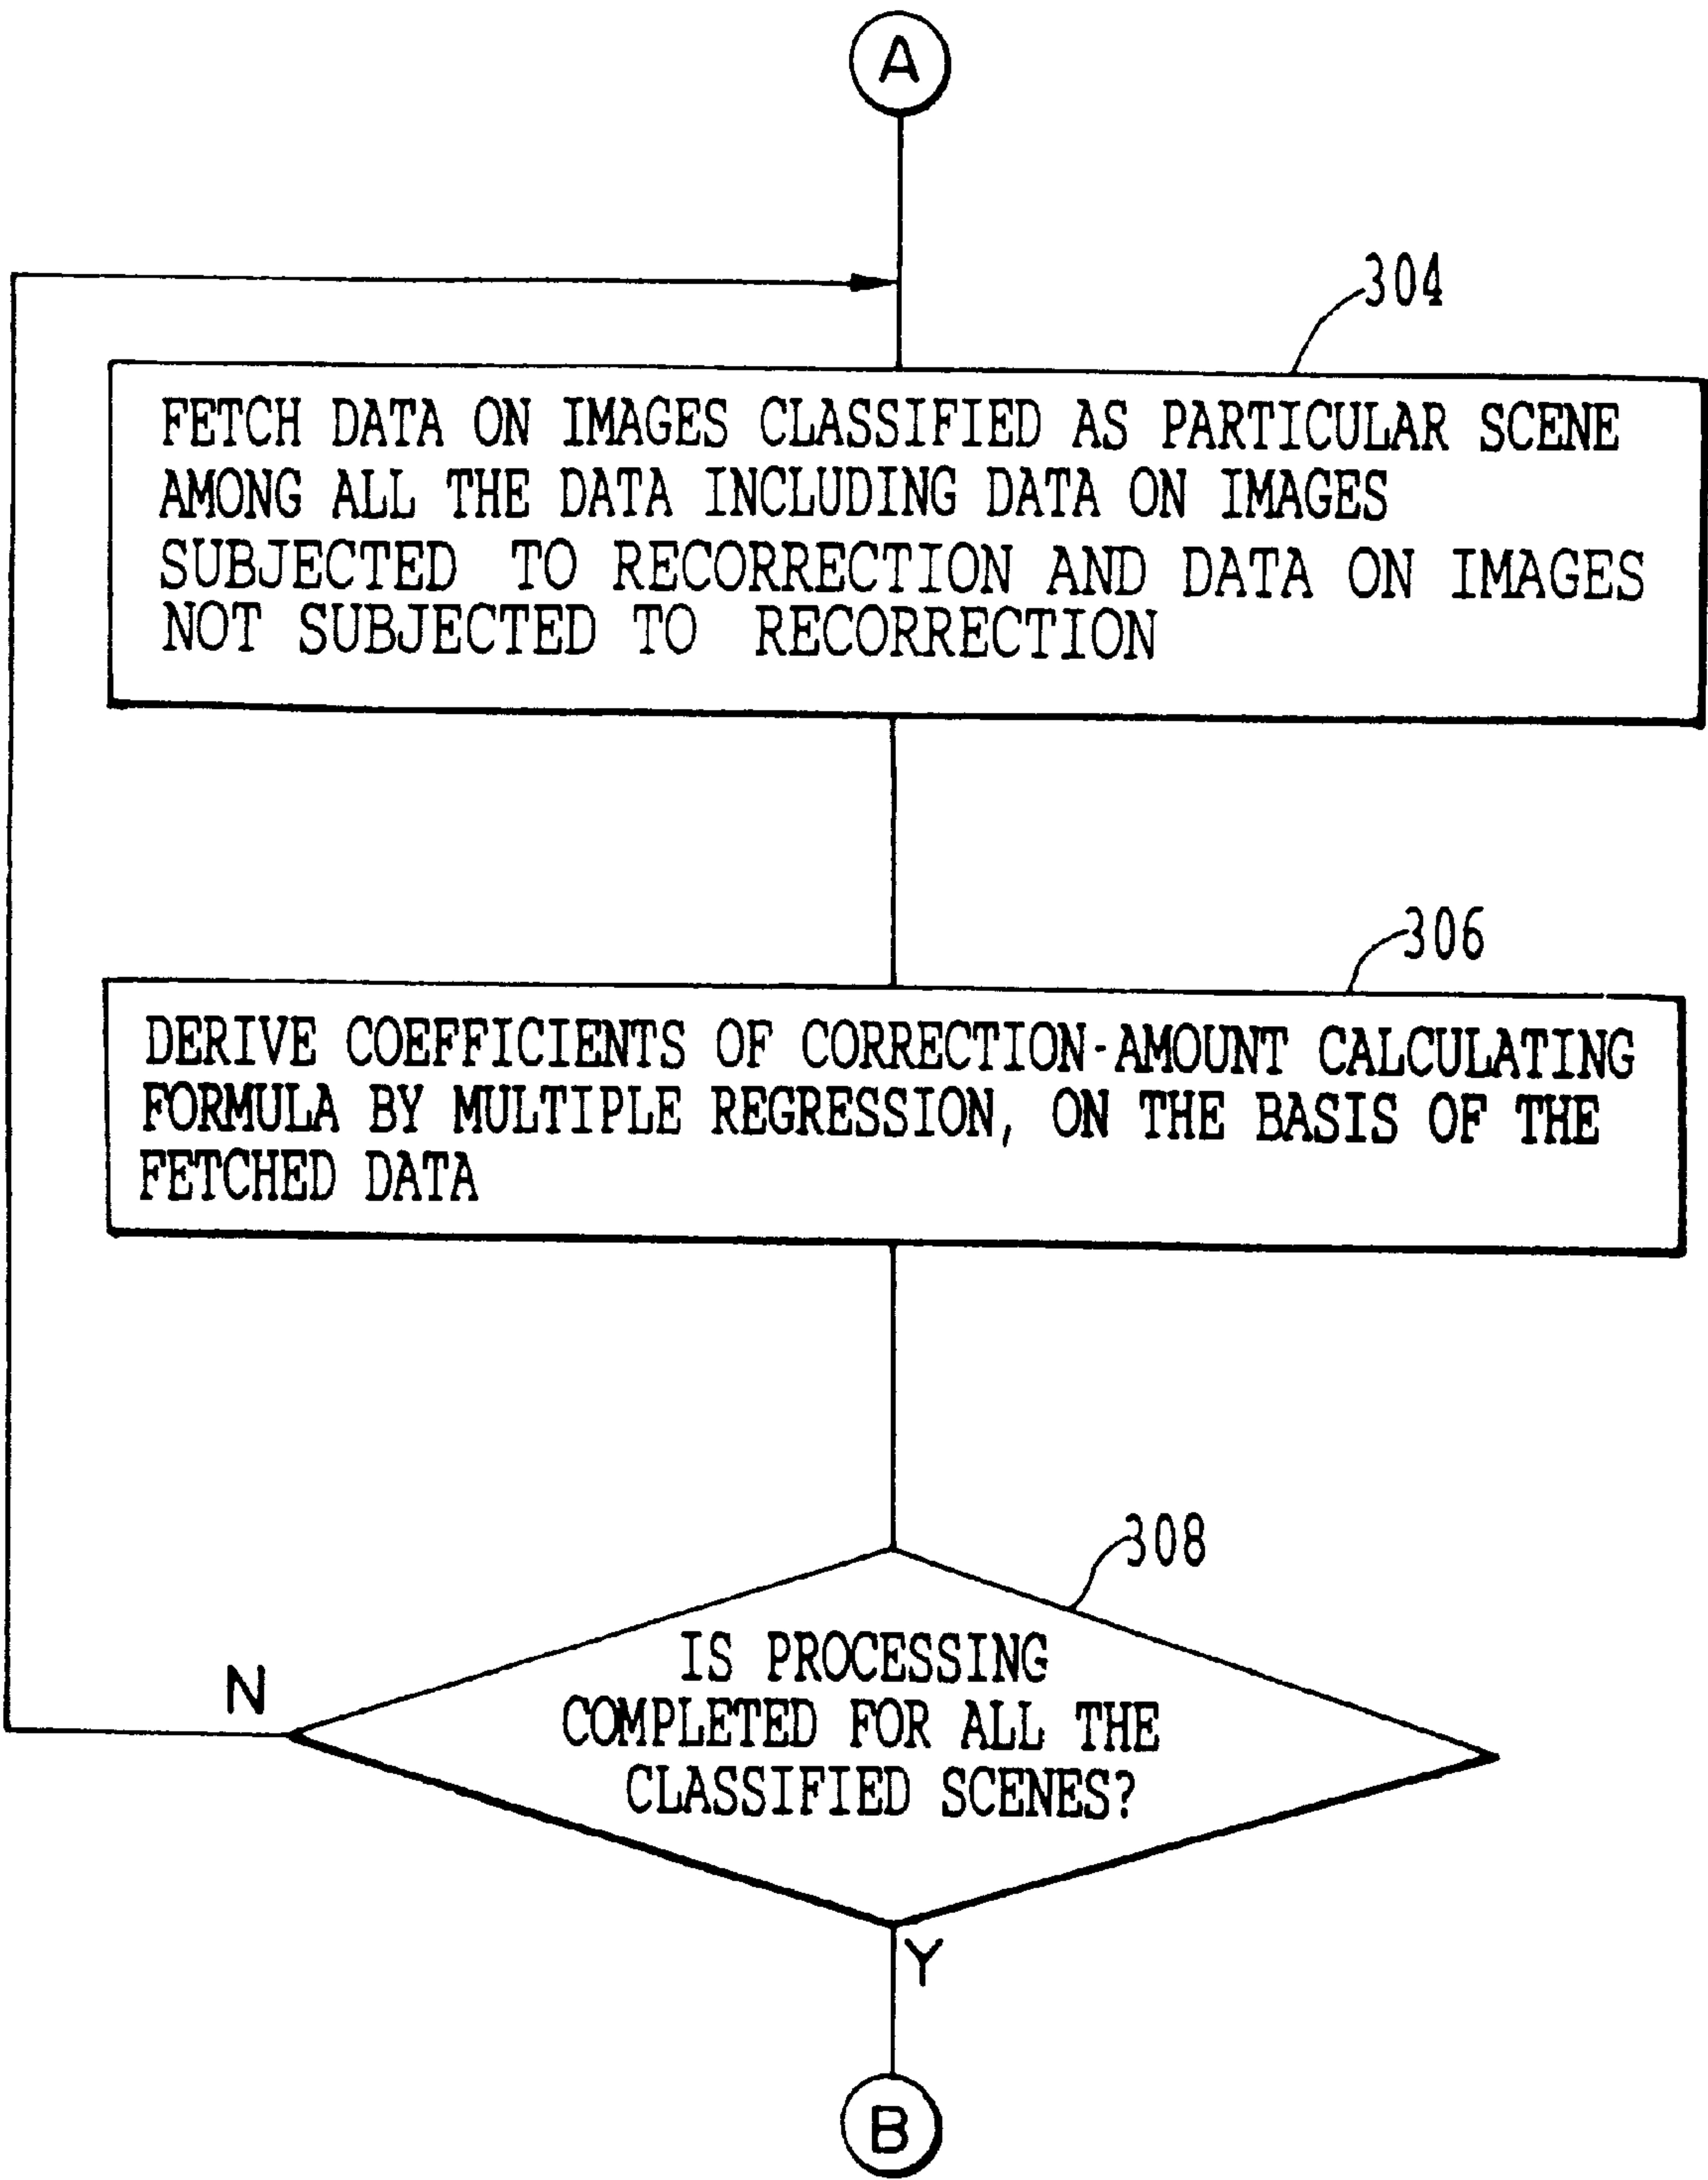 A
304
FETCH DATA ON IMAGES CLASSIFIED AS PARTICULAR SCENE
AMONG ALL THE DATA INCLUDING DATA ON IMAGES
SUBJECTED TO RECORRECTION AND DATA ON IMAGES
NOT SUBJECTED TO RECORRECTION
306
DERIVE COEFFICIENTS OF CORRECTION-AMOUNT CALCULATING
FORMULA BY MULTIPLE REGRESSION, ON THE BASIS OF THE
FETCHED DATA
308
IS PROCESSING
COMPLETED FOR ALL THE
CLASSIFIED SCENES?
N
Y
B